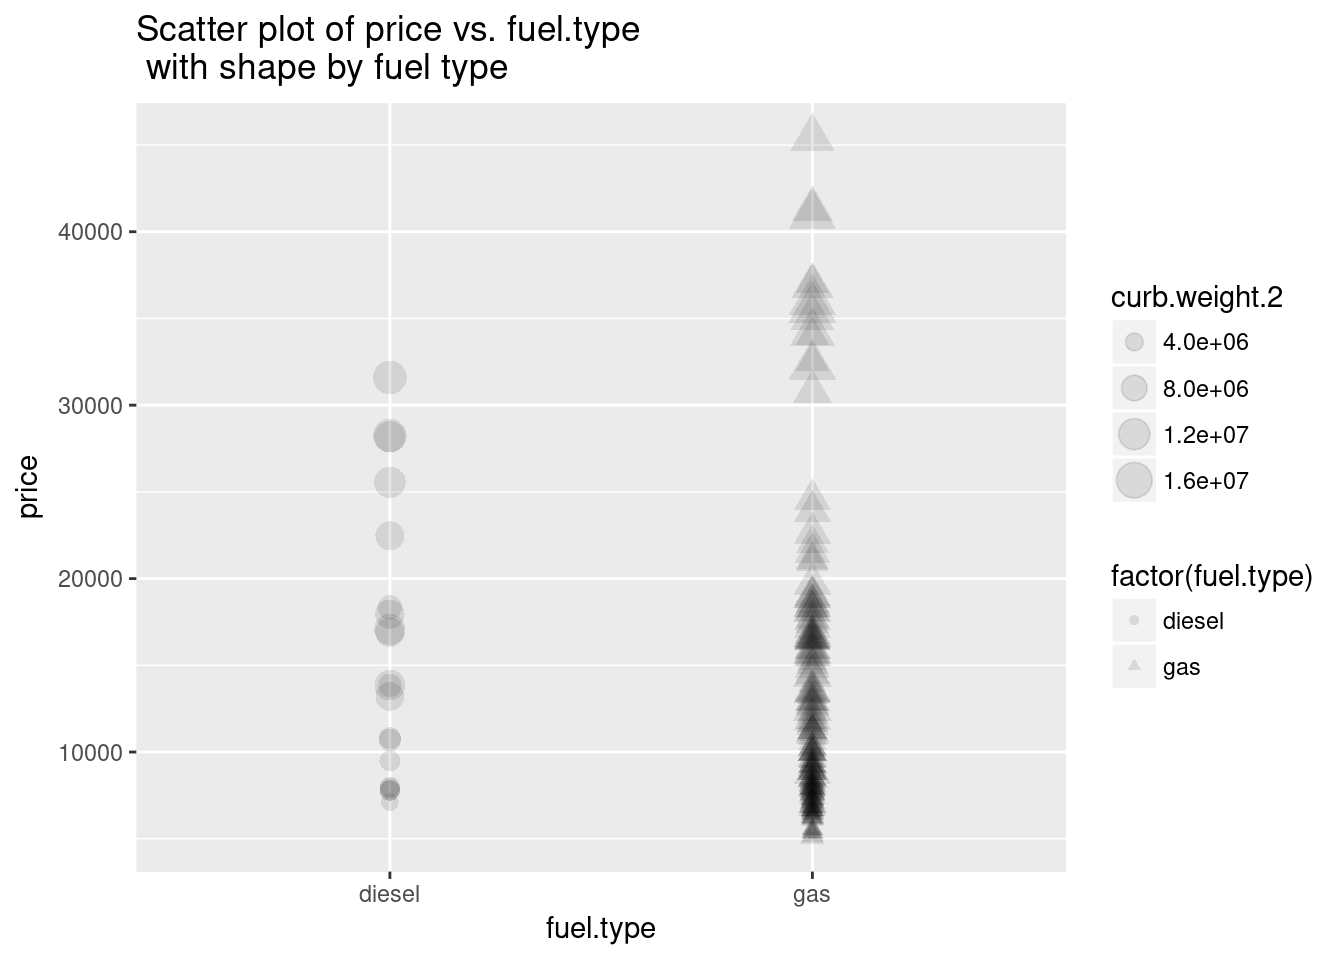 Scatter plot of price vs. fuel.type
with shape by fuel type
price
40000
30000
20000
10000
diesel
gas
fuel.type
curb.weight.2
4.0e+06
8.0e+06
1.2e+07
1.6e+07
factor(fuel.type)
diesel
gas